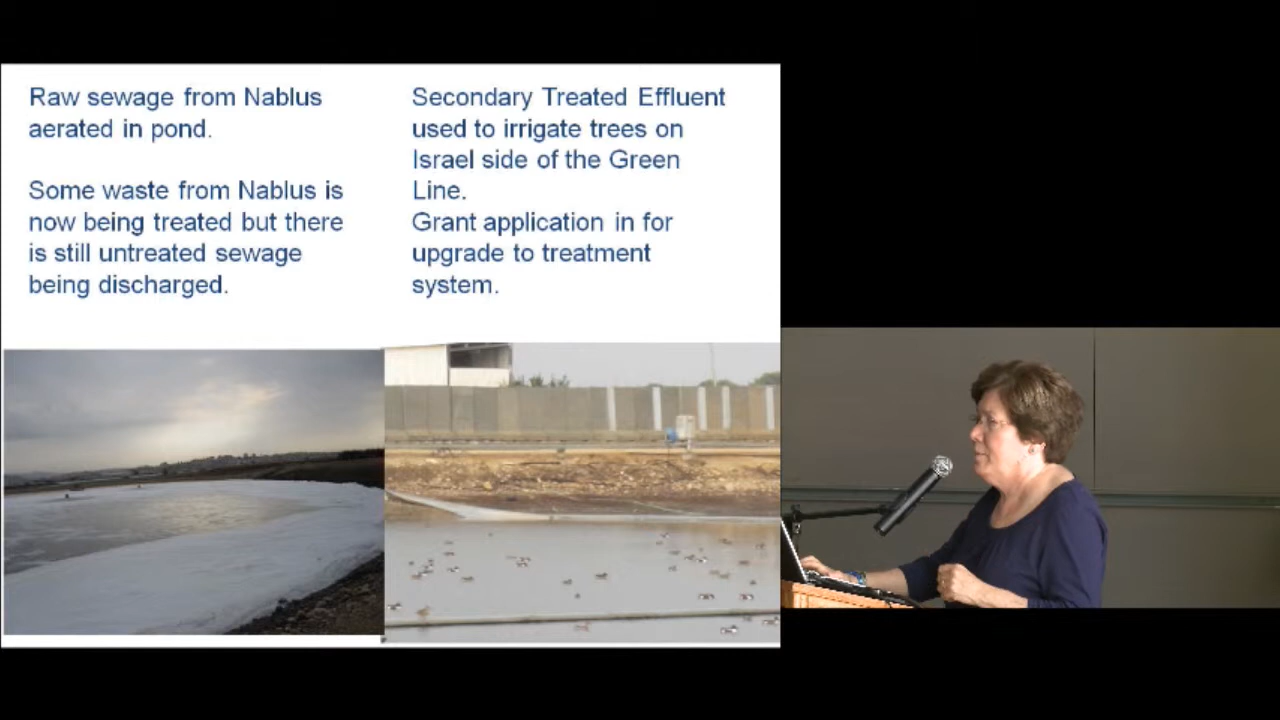 Raw sewage from Nablus
aerated in pond.
Some waste from Nablus is
now being treated but there
is still untreated sewage
being discharged.
Secondary Treated Effluent
used to irrigate trees on
Israel side of the Green
Line.
Grant application in for
upgrade to treatment
system.